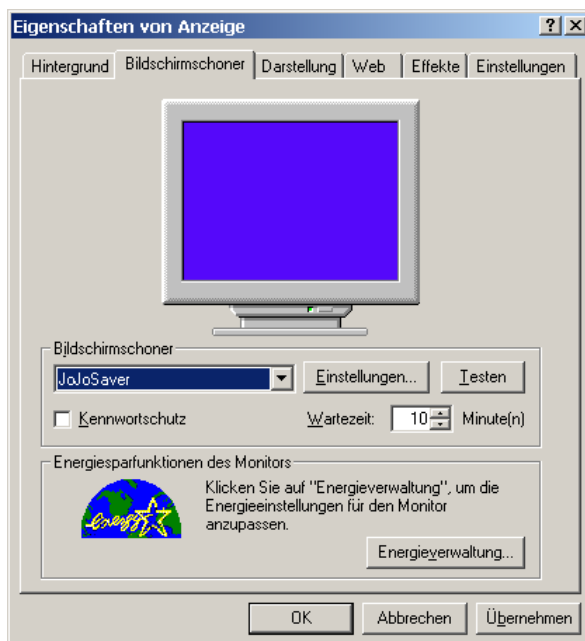 Eigenschaften von Anzeige
Hintergrund Bildschirmschoner Darstellung Web Effekte Einstellungen
Bildschirmschoner
JoJoSaver Einstellungen... Testen
Kennwortschutz Wartezeit: 10 Minute(n)
Energiesparfunktionen des Monitors
energy
Klicken Sie auf "Energieverwaltung", um die
Energieeinstellungen für den Monitor
anzupassen.
Energieverwaltung...
OK Abbrechen Übernehmen